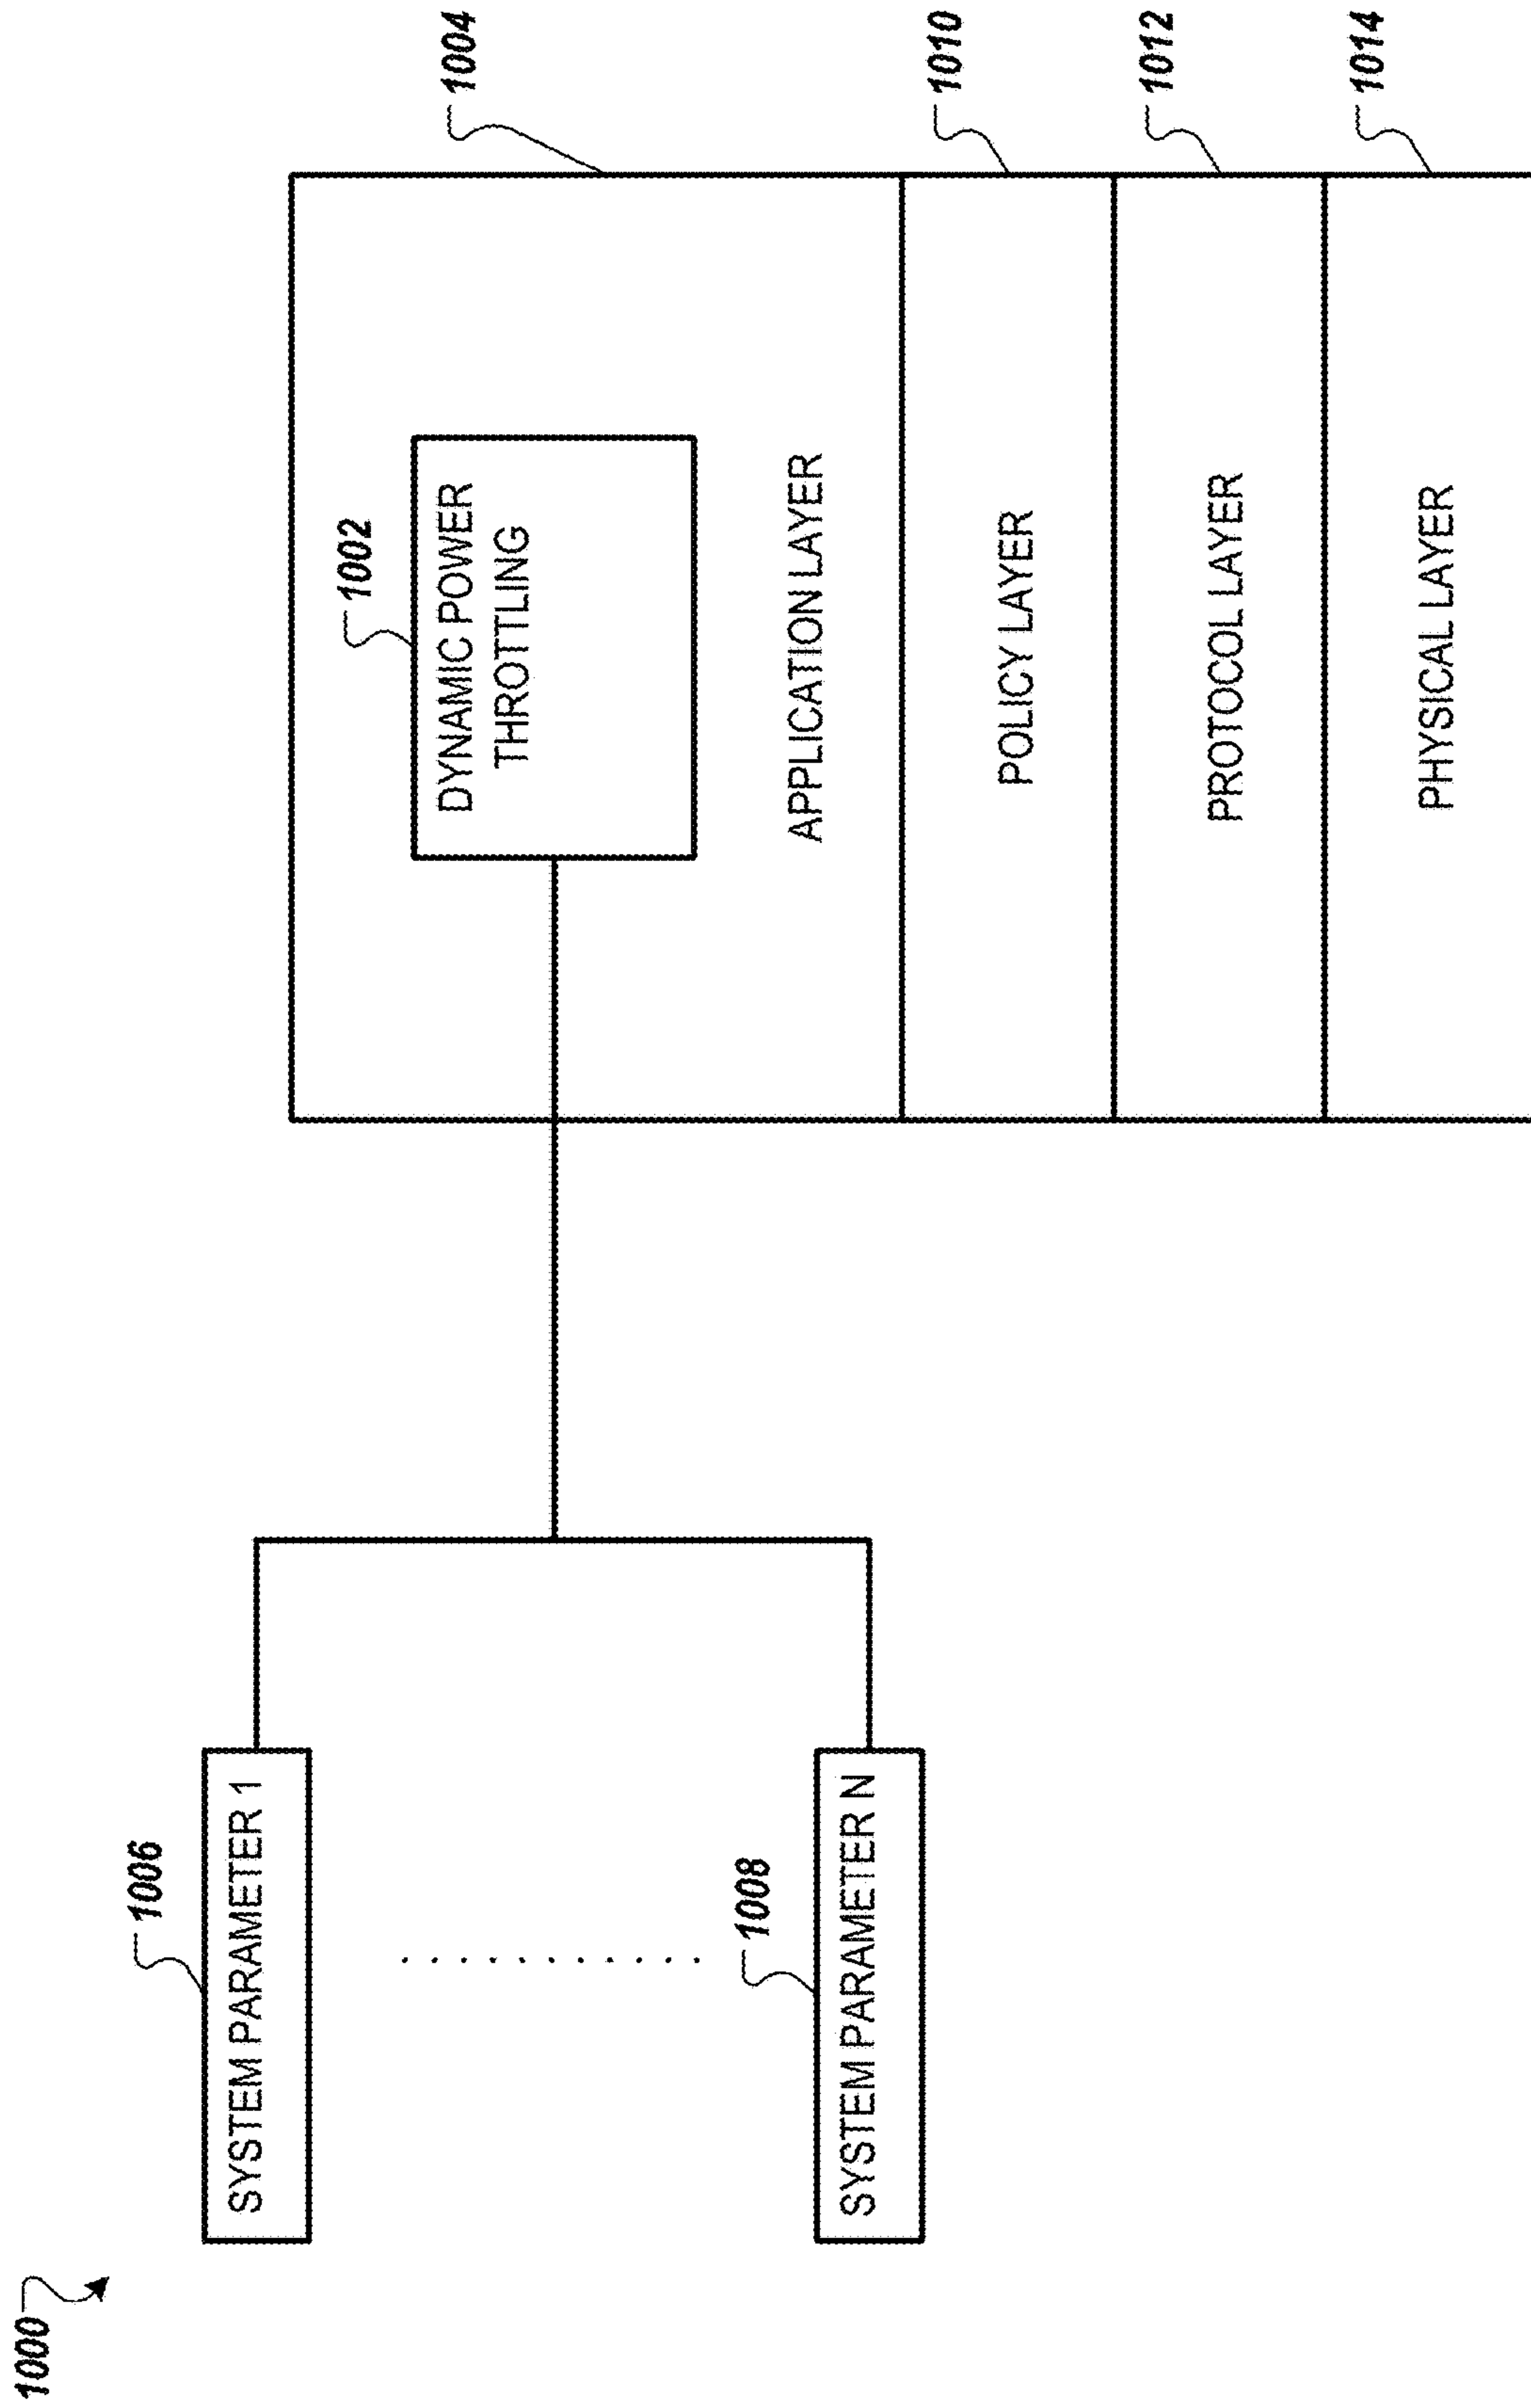 1000
1006
SYSTEM PARAMETER 1
1008
SYSTEM PARAMETER N
1002
DYNAMIC POWER
THROTTLING
APPLICATION LAYER
1004
POLICY LAYER
1010
PROTOCOL LAYER
1012
PHYSICAL LAYER
1014